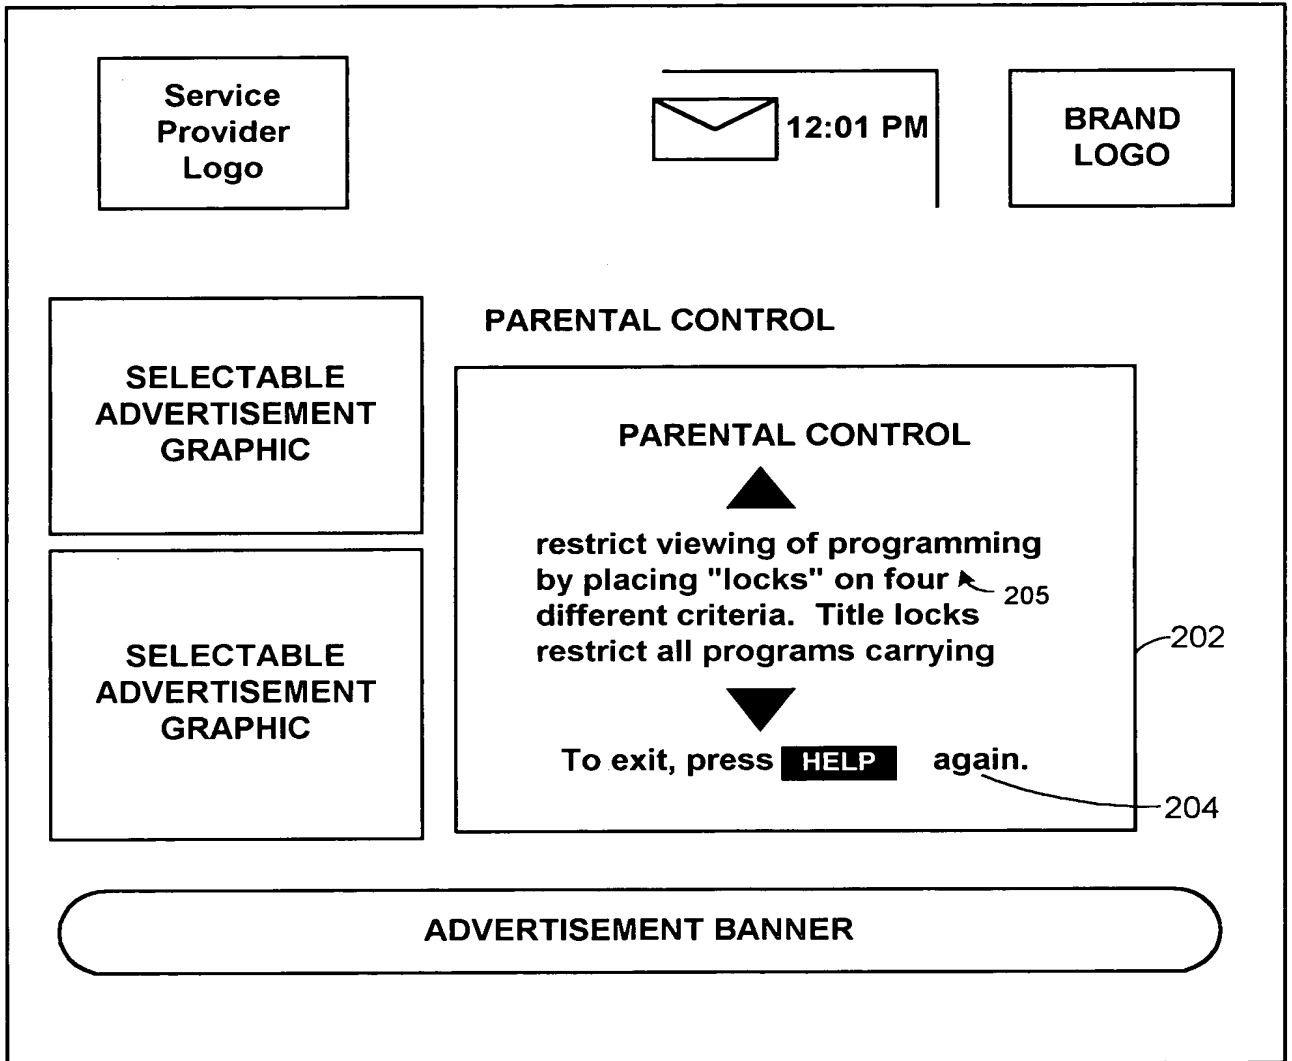 Service
Provider
Logo
12:01 PM
BRAND
LOGO
SELECTABLE
ADVERTISEMENT
GRAPHIC
SELECTABLE
ADVERTISEMENT
GRAPHIC
PARENTAL CONTROL
PARENTAL CONTROL
restrict viewing of programming
by placing "locks" on four
205
different criteria. Title locks
restrict all programs carrying
202
To exit, press HELP again.
204
ADVERTISEMENT BANNER